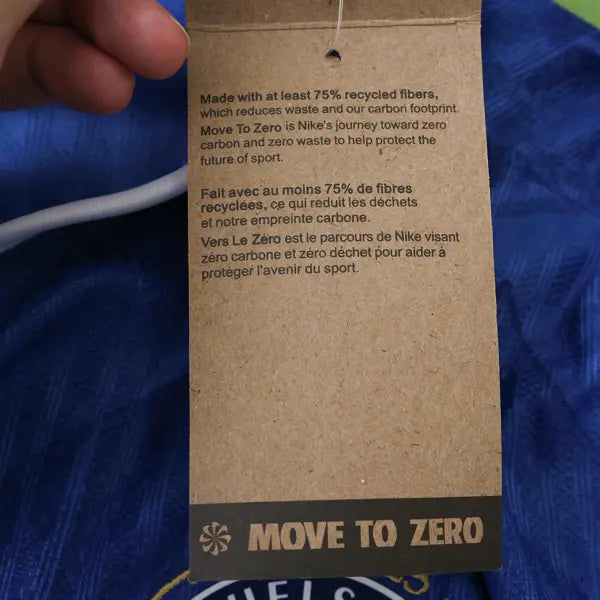 Made with at least 75% recycled fibers,
which reduces waste and our carbon footprint.
Move To Zero is Nike's journey toward zero
carbon and zero waste to help protect the
future of sport.
Fait avec au moins 75% de fibres
recyclées, ce qui reduit les déchets
et notre empreinte carbone.
Vers Le Zéro est le parcours de Nike visant
zéro carbone et zéro déchet pour aider à
protéger l'avenir du sport.
MOVE TO ZERO